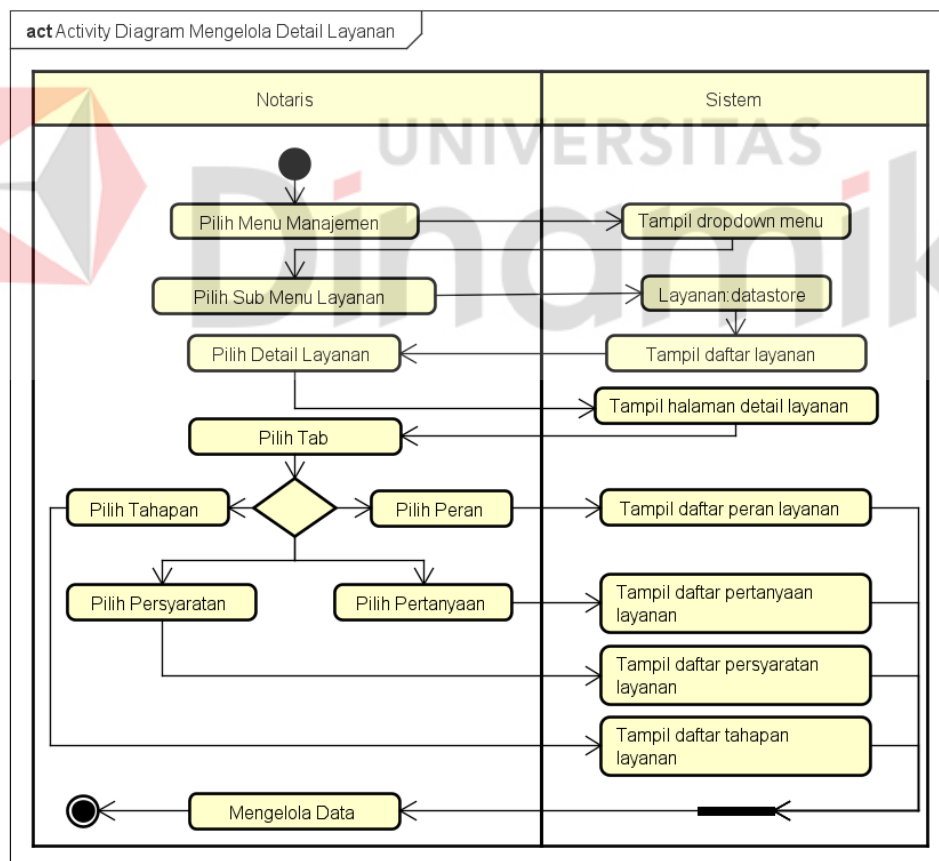 act Activity Diagram Mengelola Detail Layanan
Notaris
Sistem
UNIVERSITAS
Dinamik
Pilih Menu Manajemen
Tampil dropdown menu
Pilih Sub Menu Layanan
Layanan:datastore
Pilih Detail Layanan
Tampil daftar layanan
Tampil halaman detail layanan
Pilih Tab
Pilih Tahapan
Pilih Peran
Tampil daftar peran layanan
Pilih Persyaratan
Pilih Pertanyaan
Tampil daftar pertanyaan
layanan
Tampil daftar persyaratan
layanan
Tampil daftar tahapan
layanan
Mengelola Data